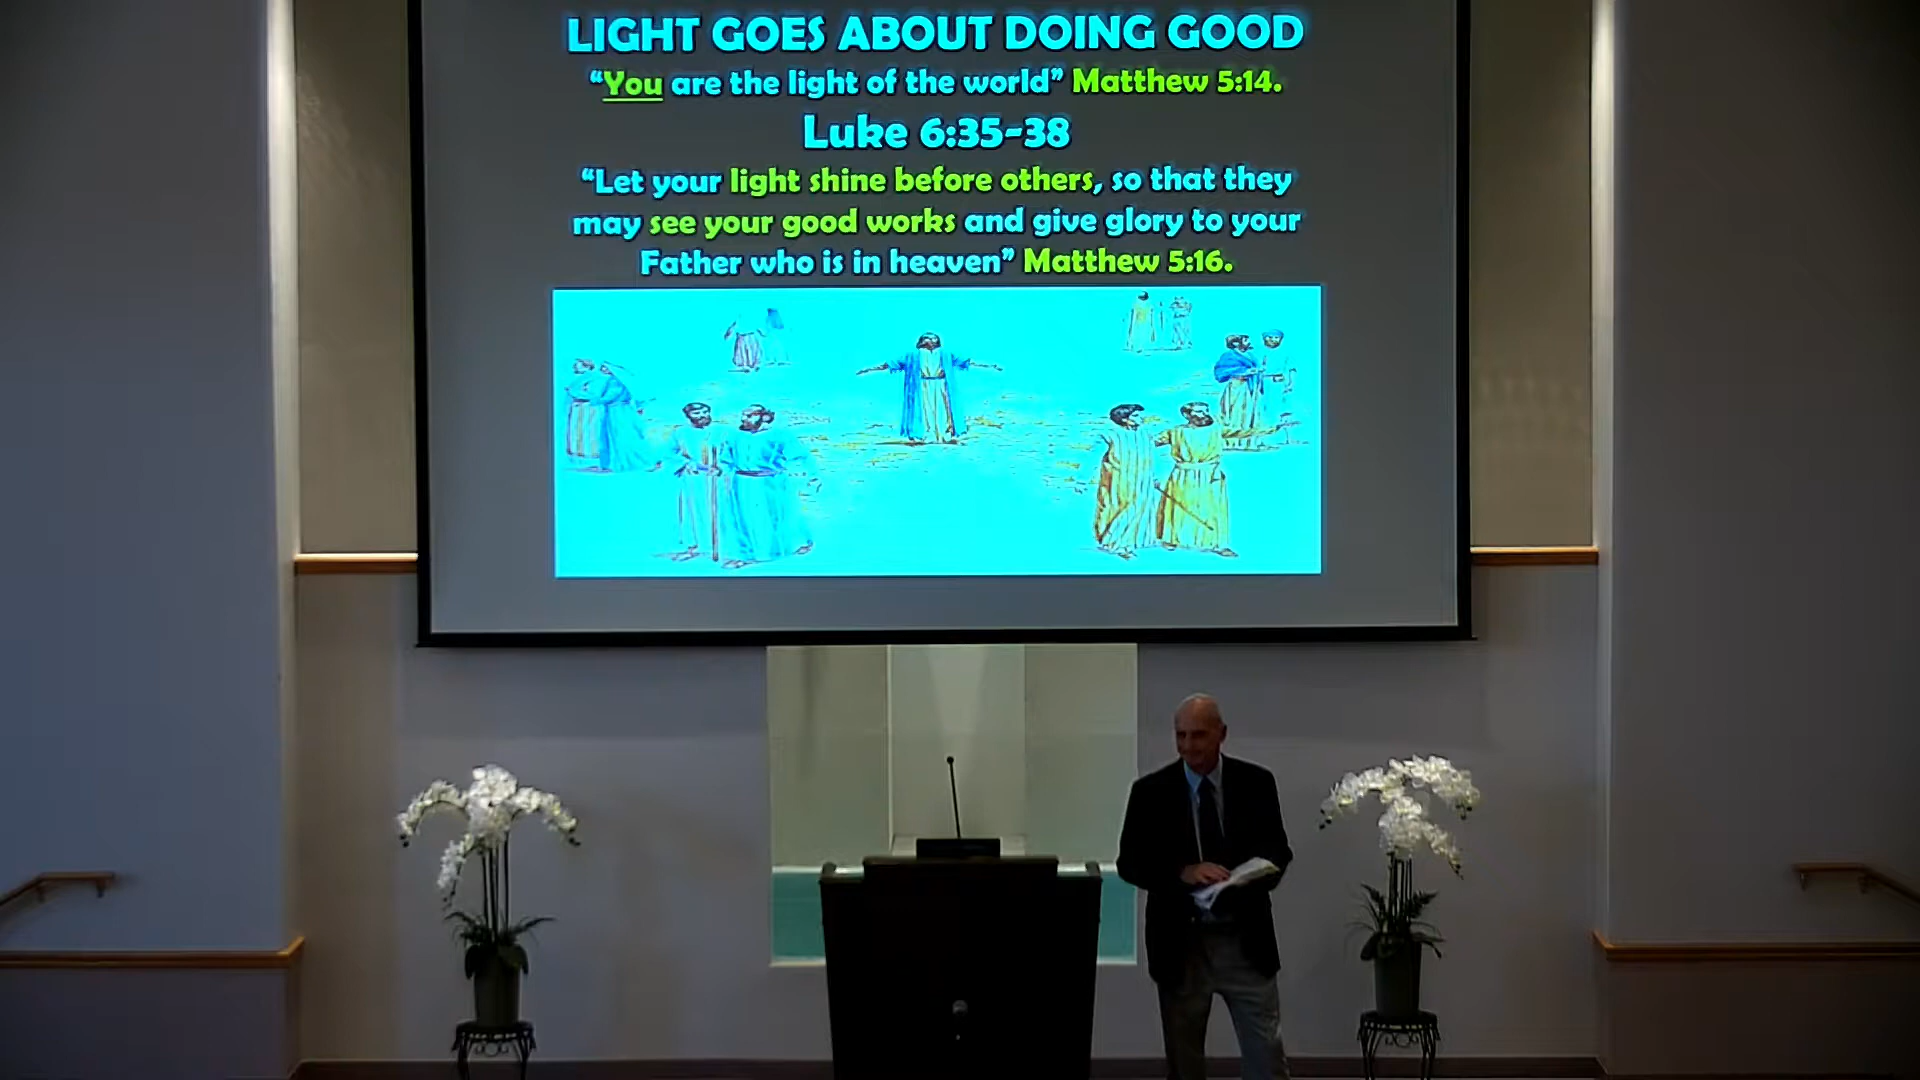 LIGHT GOES ABOUT DOING GOOD
“You are the light of the world” Matthew 5:14.
Luke 6:35-38
“Let your light shine before others, so that they
may see your good works and give glory to your
Father who is in heaven” Matthew 5:16.